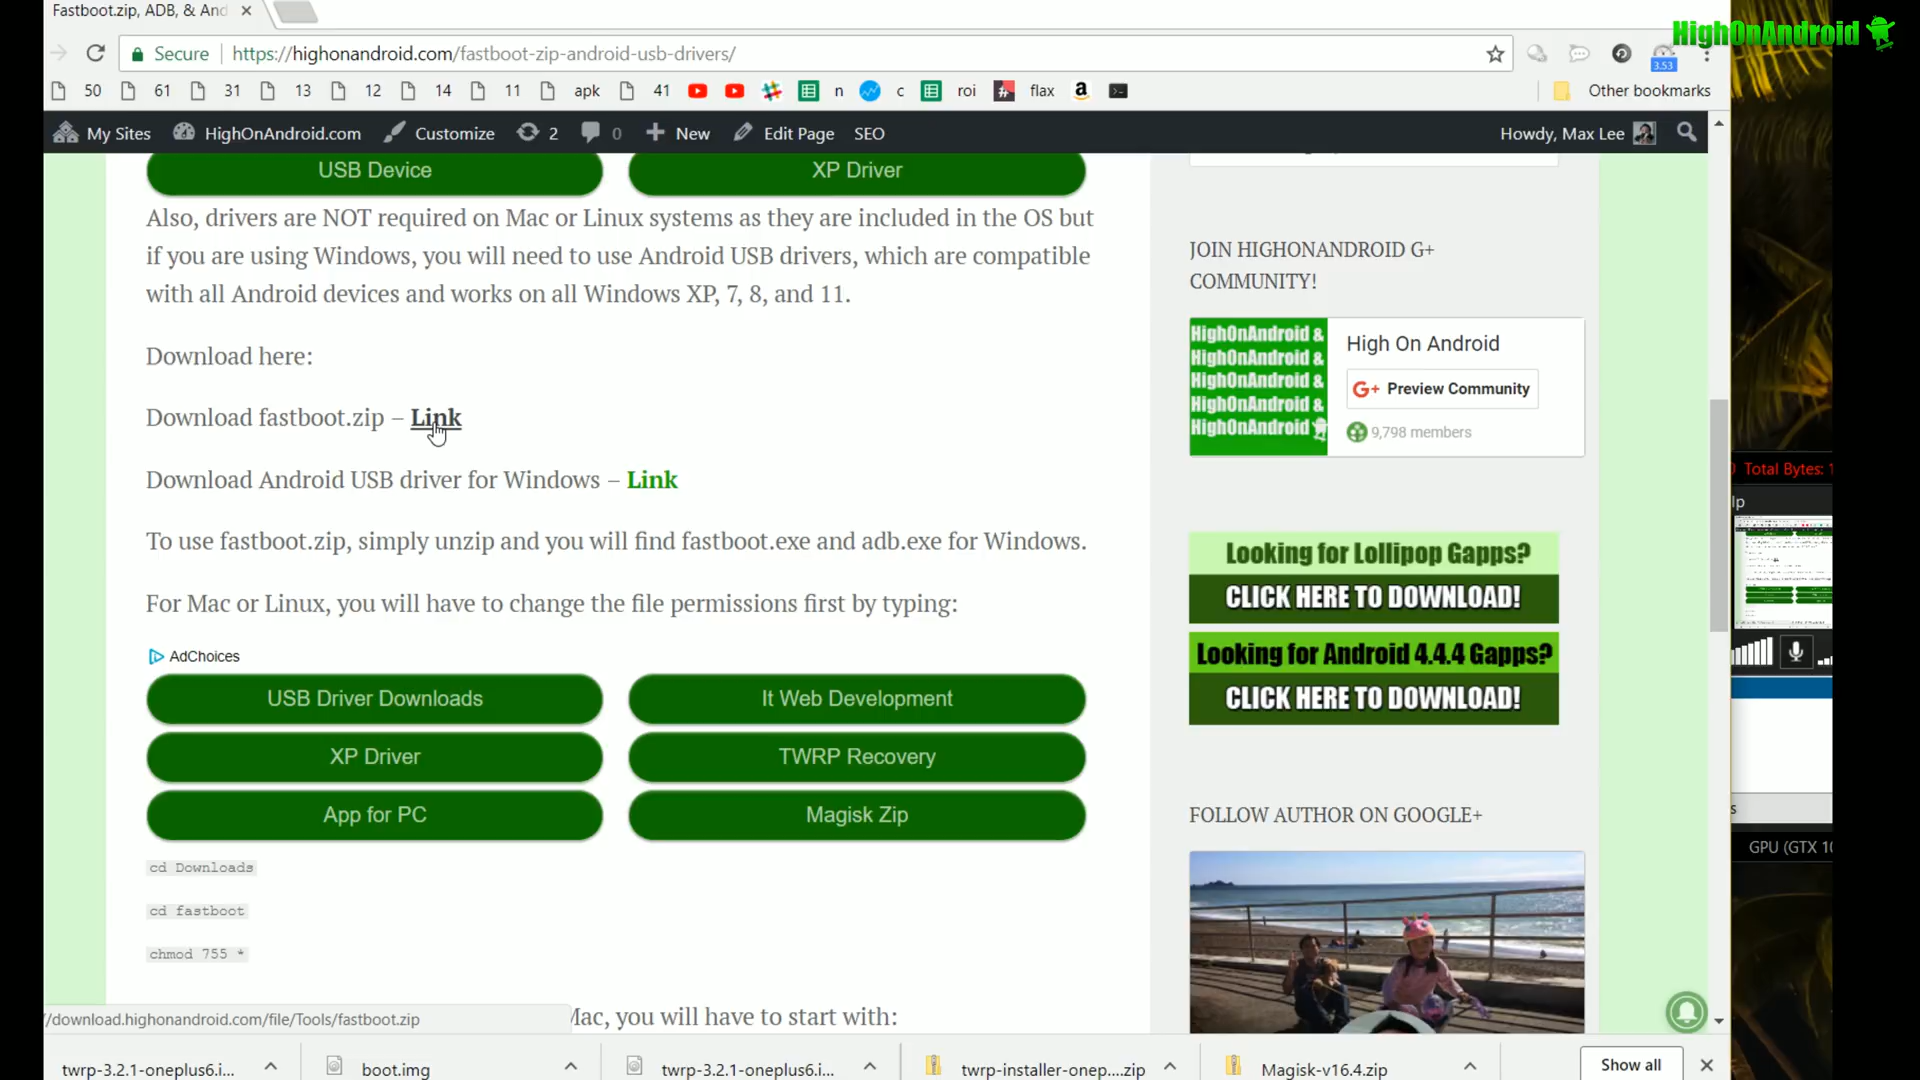 Fastboot.zip, ADB, & And
HighOnAndroid
Secure
https://highonandroid.com/fastboot-zip-android-usb-drivers/
3.53
50 61 31 13 12 14 11 apk 41 n c roi flax Other bookmarks
My Sites HighOnAndroid.com Customize 2 0 New Edit Page SEO Howdy, Max Lee
USB Device XP Driver
Also, drivers are NOT required on Mac or Linux systems as they are included in the OS but
if you are using Windows, you will need to use Android USB drivers, which are compatible
with all Android devices and works on all Windows XP, 7, 8, and 11.
Download here:
Download fastboot.zip – Link
Download Android USB driver for Windows – Link
To use fastboot.zip, simply unzip and you will find fastboot.exe and adb.exe for Windows.
For Mac or Linux, you will have to change the file permissions first by typing:
AdChoices
USB Driver Downloads It Web Development
XP Driver TWRP Recovery
App for PC Magisk Zip
cd Downloads
cd fastboot
chmod 755 *
Mac, you will have to start with:
JOIN HIGHONANDROID G+
COMMUNITY!
HighOnAndroid &
HighOnAndroid &
HighOnAndroid &
HighOnAndroid &
HighOnAndroid
High On Android
G+ Preview Community
9,798 members
Looking for Lollipop Gapps?
CLICK HERE TO DOWNLOAD!
Looking for Android 4.4.4 Gapps?
CLICK HERE TO DOWNLOAD!
FOLLOW AUTHOR ON GOOGLE+
Total Bytes: 1
lp
s
GPU (GTX 10
//download.highonandroid.com/file/Tools/fastboot.zip
twrp-3.2.1-oneplus6.i... boot.img twrp-3.2.1-oneplus6.i... twrp-installer-onep....zip Magisk-v16.4.zip Show all